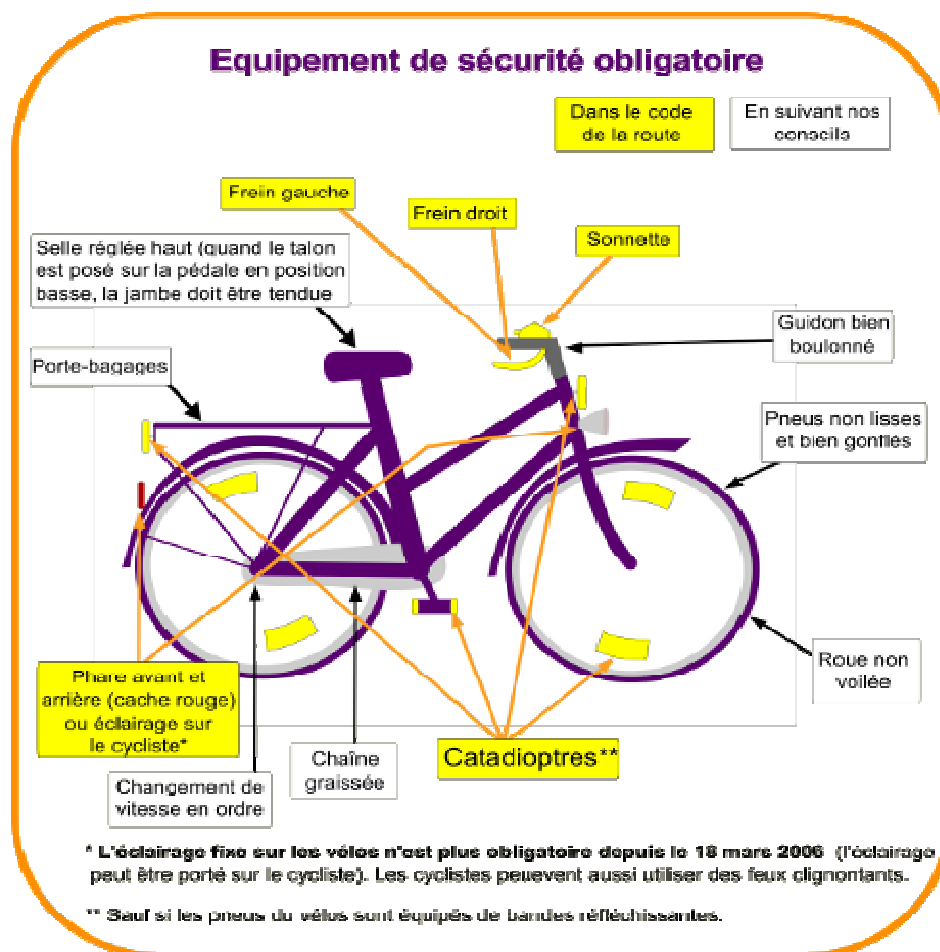 Equipement de sécurité obligatoire
Dans le code
de la route
En suivant nos
conseils
Frein gauche
Frein droit
Sonnette
Selle réglée haut (quand le talon
est posé sur la pédale en position
basse, la jambe doit être tendue
Guidon bien
boulonné
Porte-bagages
Pneus non lisses
et bien gonflés
Roue non
voilée
Phare avant et
arrière (cache rouge)
ou éclairage sur
le cycliste*
Catadioptres**
Chaîne
graissée
Changement de
vitesse en ordre
* L'éclairage fixe sur les vélos n'est plus obligatoire depuis le 18 mars 2006 (l'éclairage
peut être porté sur le cycliste). Les cyclistes peuevent aussi utiliser des feux clignontants.
** Sauf si les pneus du vélos sont équipés de bandes réfléchissantes.